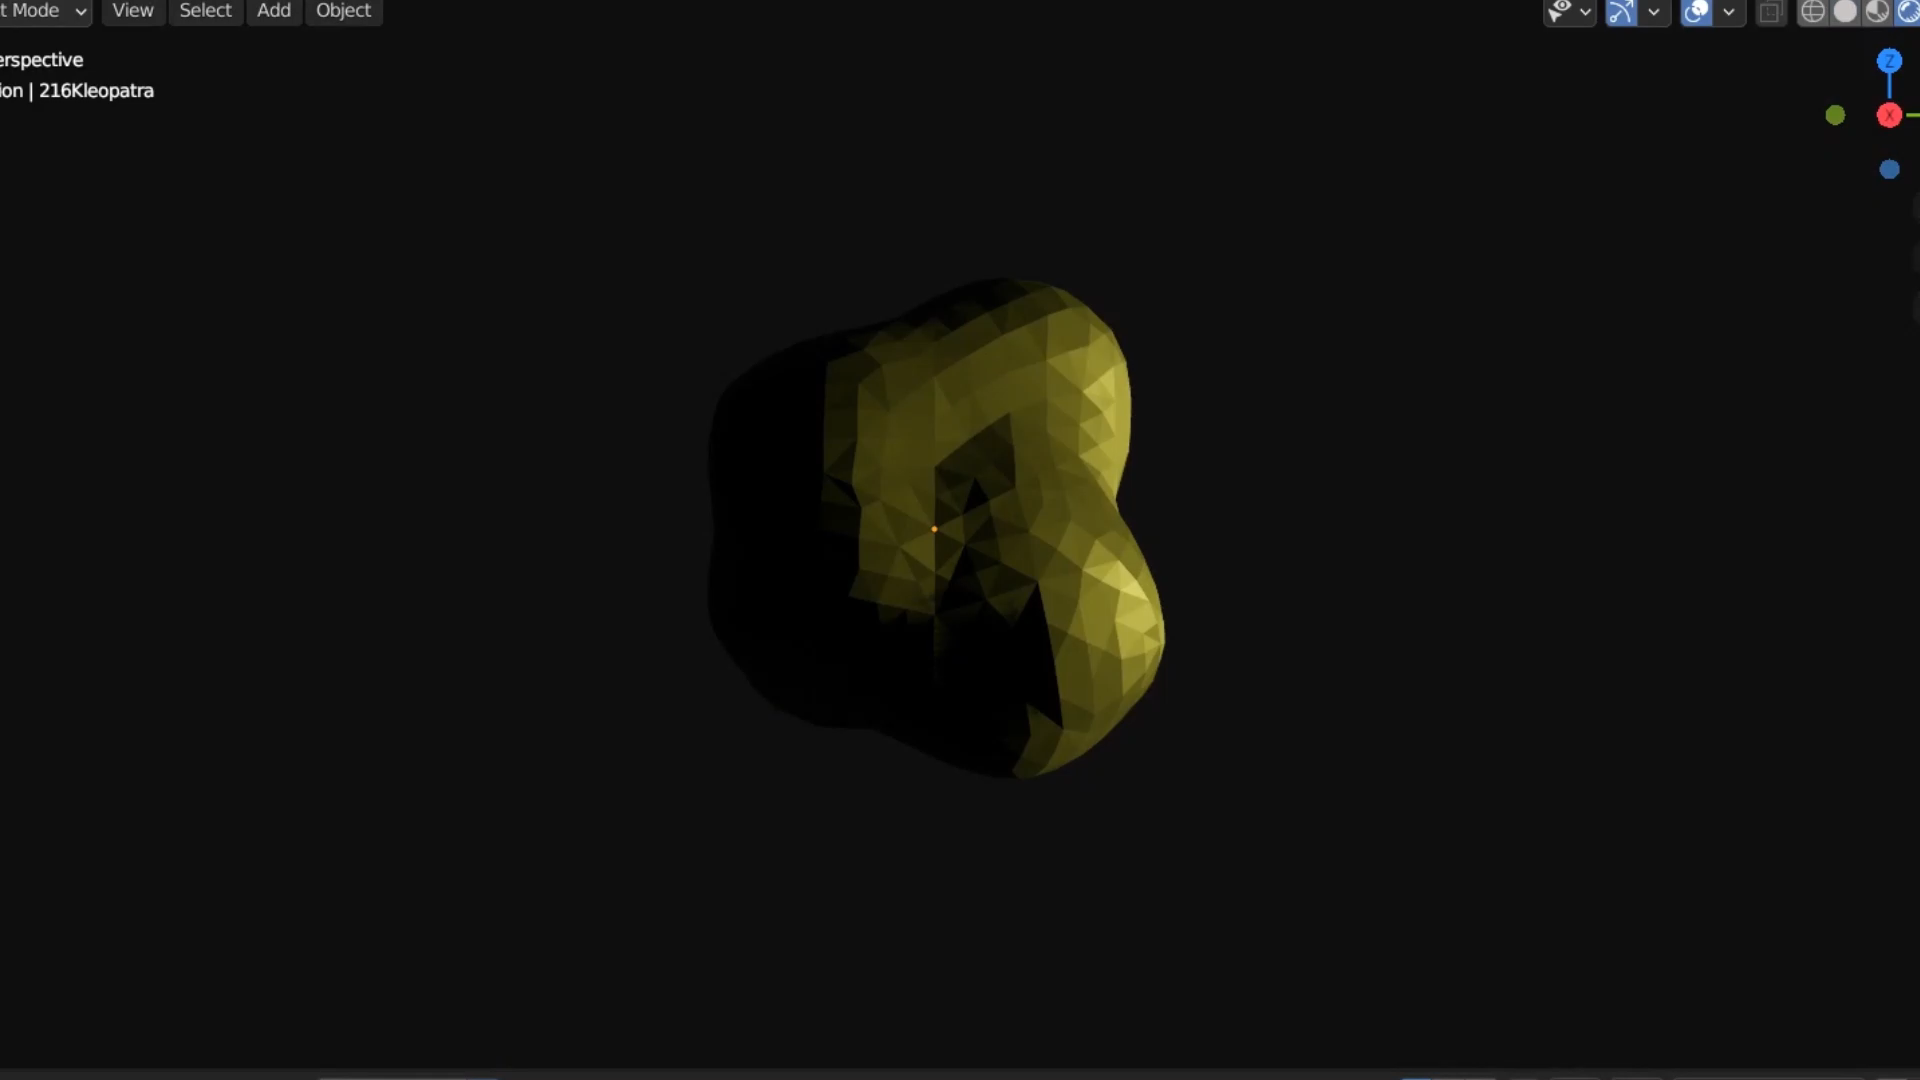 t Mode View Select Add Object
erspective
ion | 216Kleopatra
Z
X